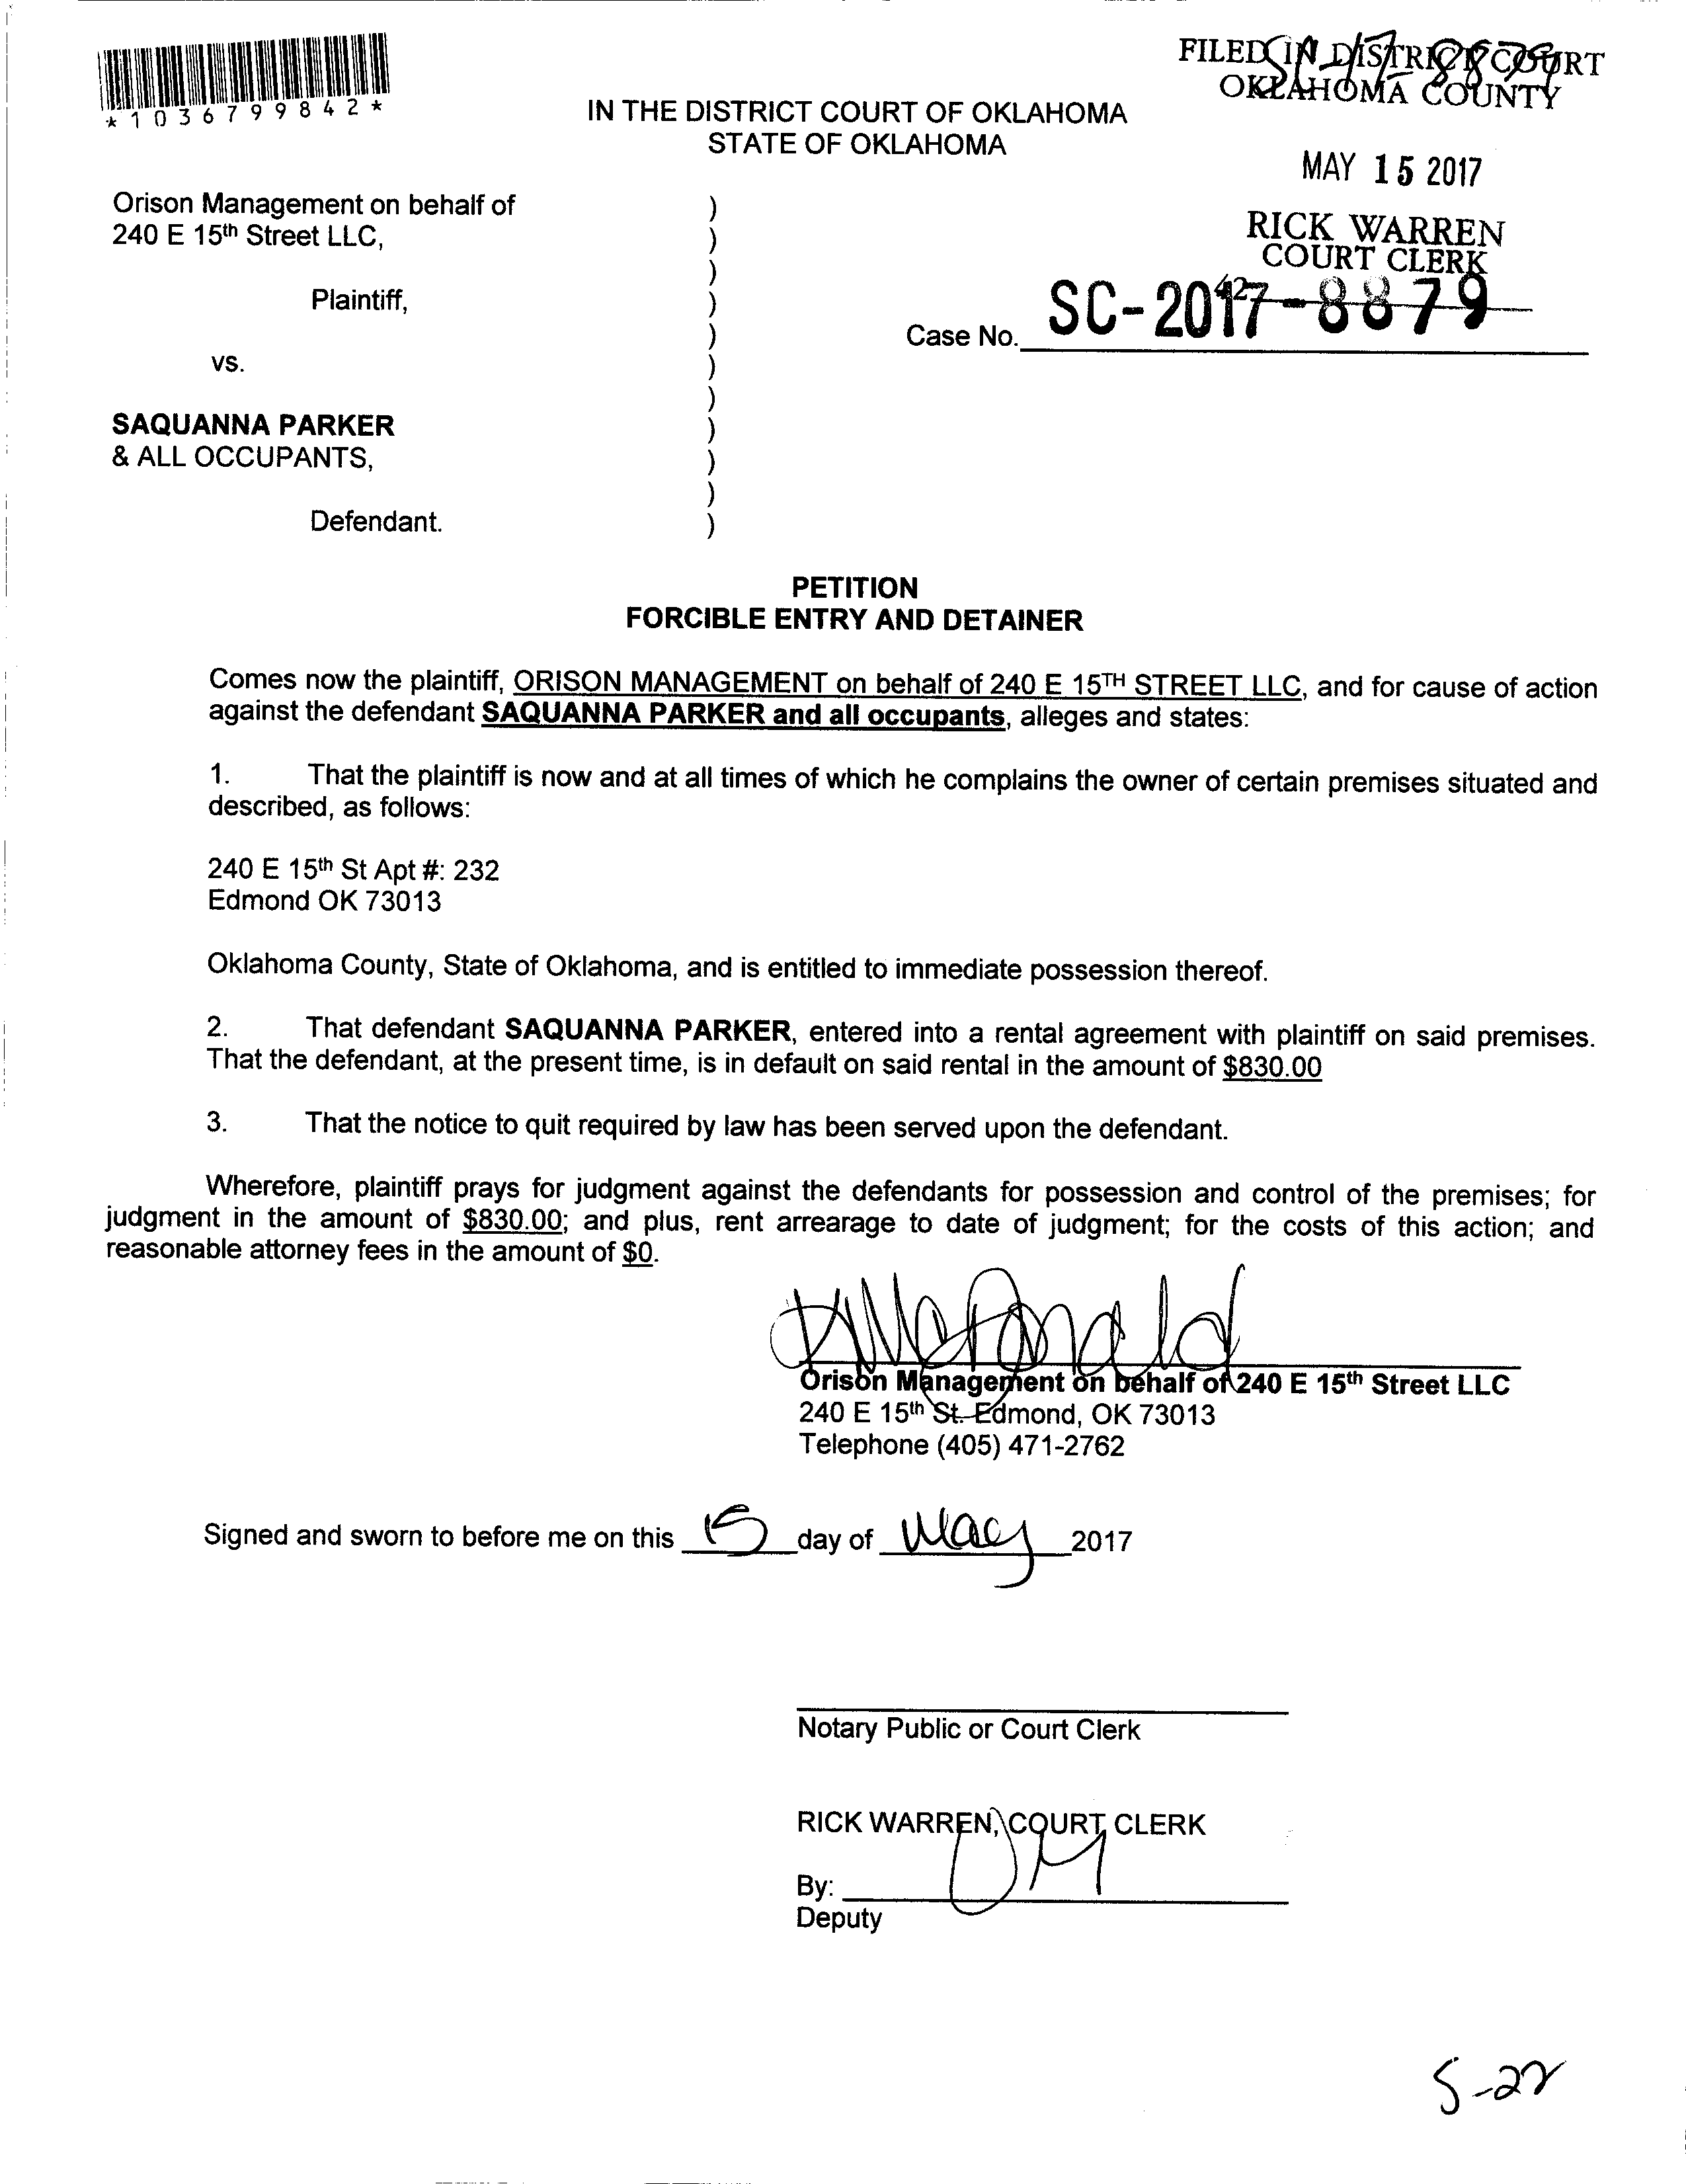 *1036799842*
SC-17-8879
FILED IN DISTRICT COURT
OKLAHOMA COUNTY
IN THE DISTRICT COURT OF OKLAHOMA
STATE OF OKLAHOMA
MAY 15 2017
RICK WARREN
COURT CLERK
42
Orison Management on behalf of
240 E 15th Street LLC,
Plaintiff,
Case No. SC-2017-8879
vs.
SAQUANNA PARKER
& ALL OCCUPANTS,
Defendant.
)
)
)
)
)
)
)
)
)
)
)
PETITION
FORCIBLE ENTRY AND DETAINER
Comes now the plaintiff, ORISON MANAGEMENT on behalf of 240 E 15TH STREET LLC, and for cause of action
against the defendant SAQUANNA PARKER and all occupants, alleges and states:
1. That the plaintiff is now and at all times of which he complains the owner of certain premises situated and
described, as follows:
240 E 15th St Apt #: 232
Edmond OK 73013
Oklahoma County, State of Oklahoma, and is entitled to immediate possession thereof.
2. That defendant SAQUANNA PARKER, entered into a rental agreement with plaintiff on said premises.
That the defendant, at the present time, is in default on said rental in the amount of $830.00
3. That the notice to quit required by law has been served upon the defendant.
Wherefore, plaintiff prays for judgment against the defendants for possession and control of the premises; for
judgment in the amount of $830.00; and plus, rent arrearage to date of judgment; for the costs of this action; and
reasonable attorney fees in the amount of $0.
KMcDonald
Orison Management on behalf of 240 E 15th Street LLC
240 E 15th St. Edmond, OK 73013
Telephone (405) 471-2762
Signed and sworn to before me on this 15 day of May 2017
Notary Public or Court Clerk
RICK WARREN, COURT CLERK
By:
Deputy
5-22